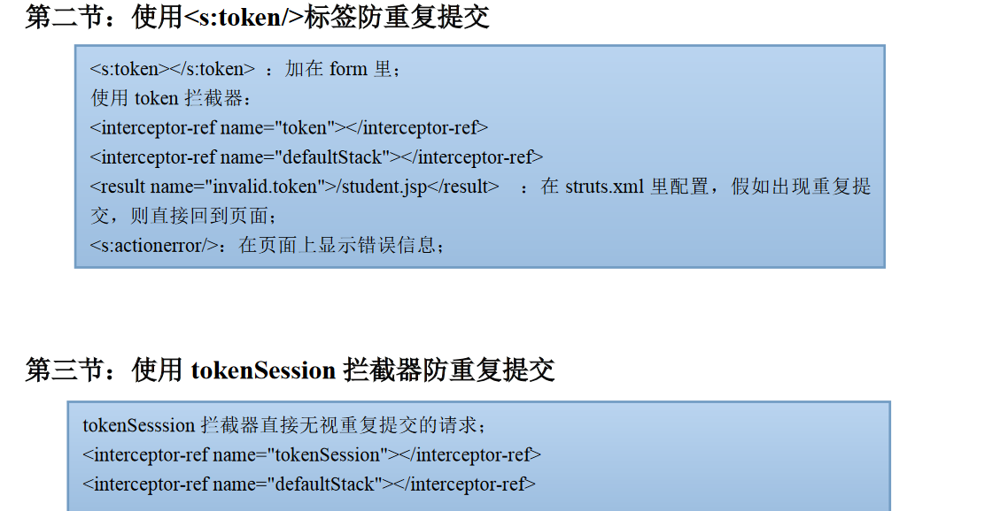 第二节：使用<s:token/>标签防重复提交
<s:token></s:token> ：加在 form 里；
使用 token 拦截器：
<interceptor-ref name="token"></interceptor-ref>
<interceptor-ref name="defaultStack"></interceptor-ref>
<result name="invalid.token">/student.jsp</result> ：在 struts.xml 里配置，假如出现重复提
交，则直接回到页面；
<s:actionerror/>：在页面上显示错误信息；
第三节：使用 tokenSession 拦截器防重复提交
tokenSesssion 拦截器直接无视重复提交的请求；
<interceptor-ref name="tokenSession"></interceptor-ref>
<interceptor-ref name="defaultStack"></interceptor-ref>